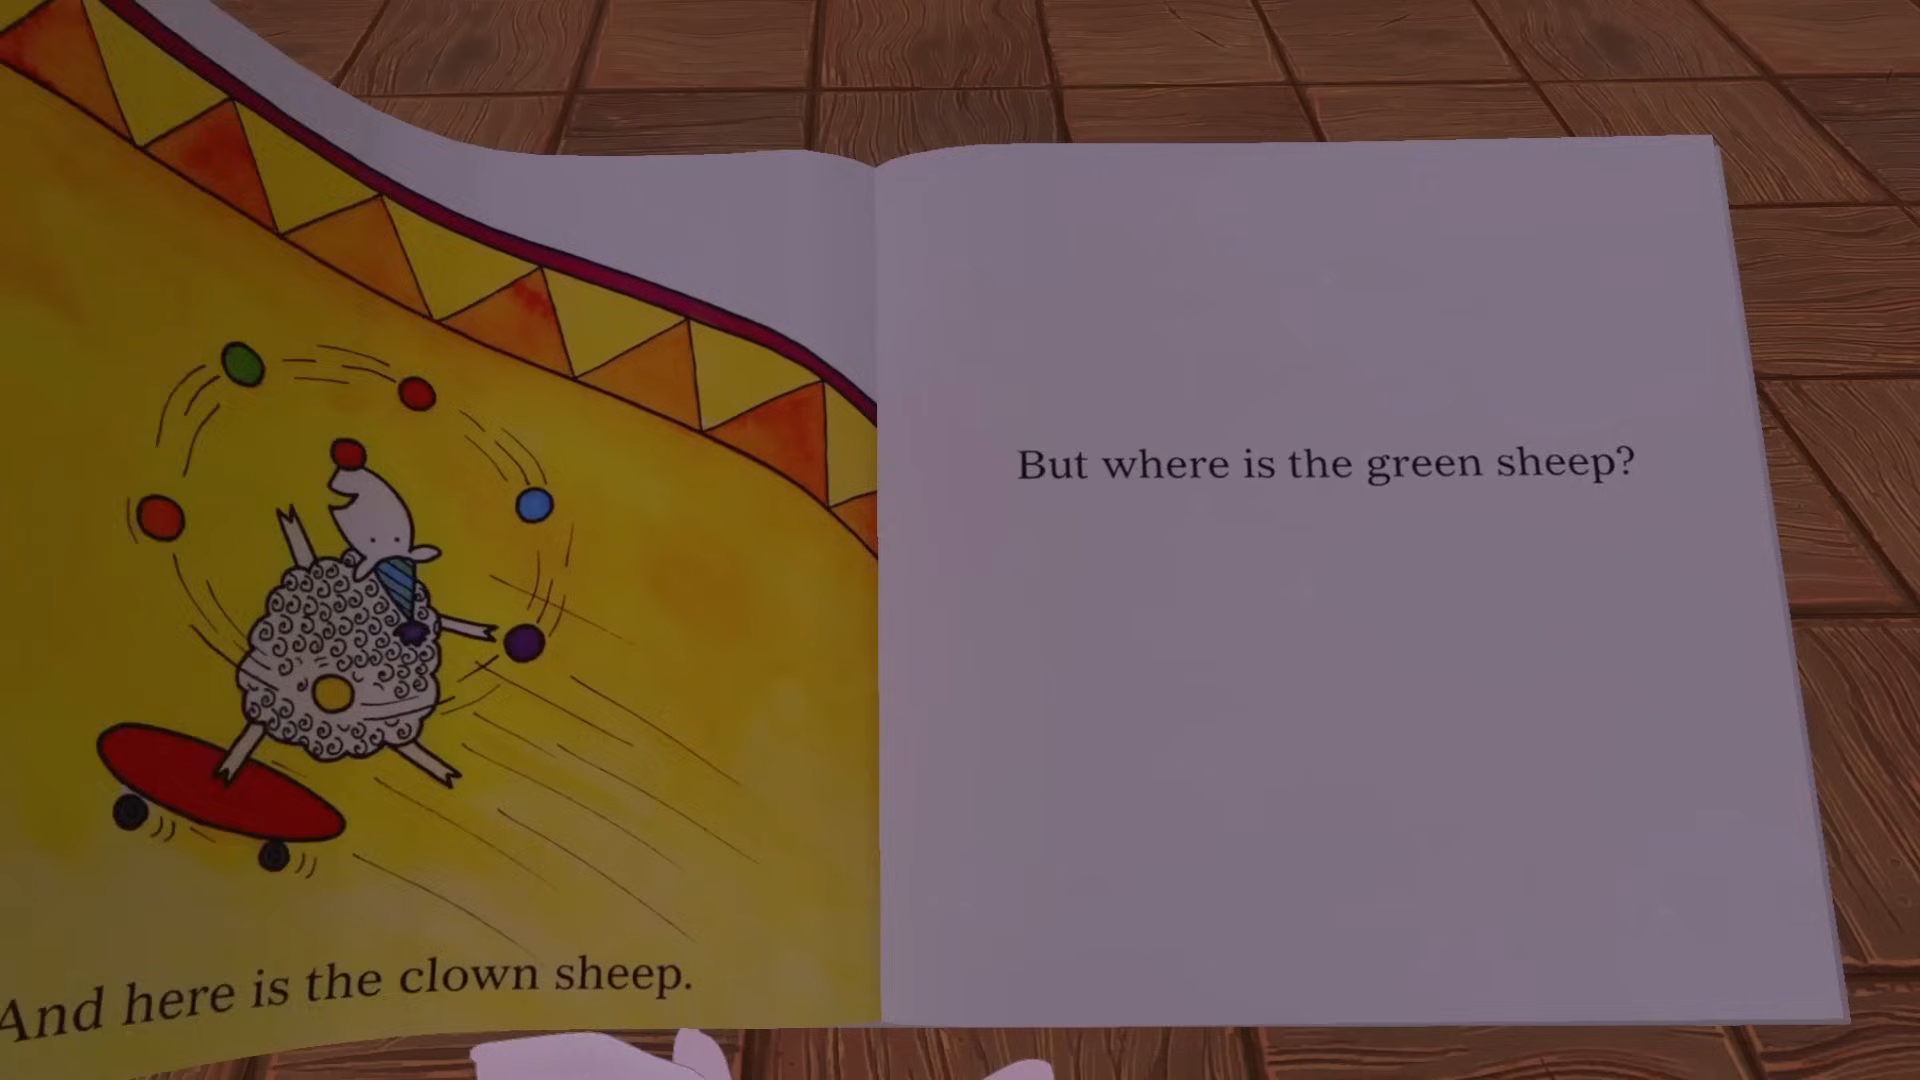 And here is the clown sheep.
But where is the green sheep?